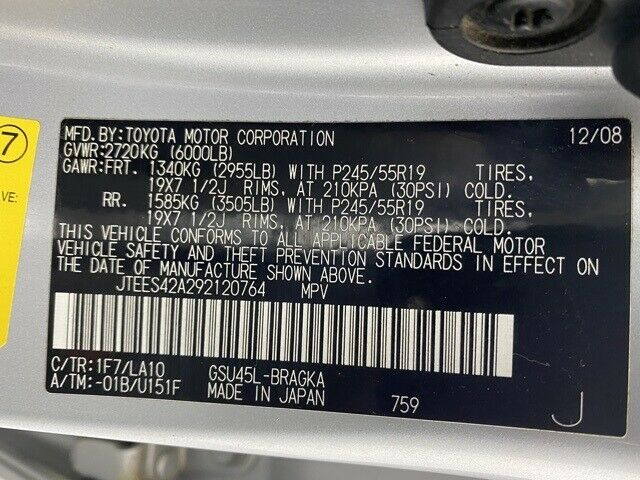 7
VE:
MFD.BY:TOYOTA MOTOR CORPORATION 12/08
GVWR:2720KG (6000LB)
GAWR:FRT. 1340KG (2955LB) WITH P245/55R19 TIRES,
19X7 1/2J RIMS, AT 210KPA (30PSI) COLD.
RR. 1585KG (3505LB) WITH P245/55R19 TIRES,
19X7 1/2J RIMS, AT 210KPA (30PSI) COLD.
THIS VEHICLE CONFORMS TO ALL APPLICABLE FEDERAL MOTOR
VEHICLE SAFETY AND THEFT PREVENTION STANDARDS IN EFFECT ON
THE DATE OF MANUFACTURE SHOWN ABOVE.
JTEES42A292120764 MPV
C/TR:1F7/LA10 GSU45L-BRAGKA
A/TM:-01B/U151F MADE IN JAPAN 759 J